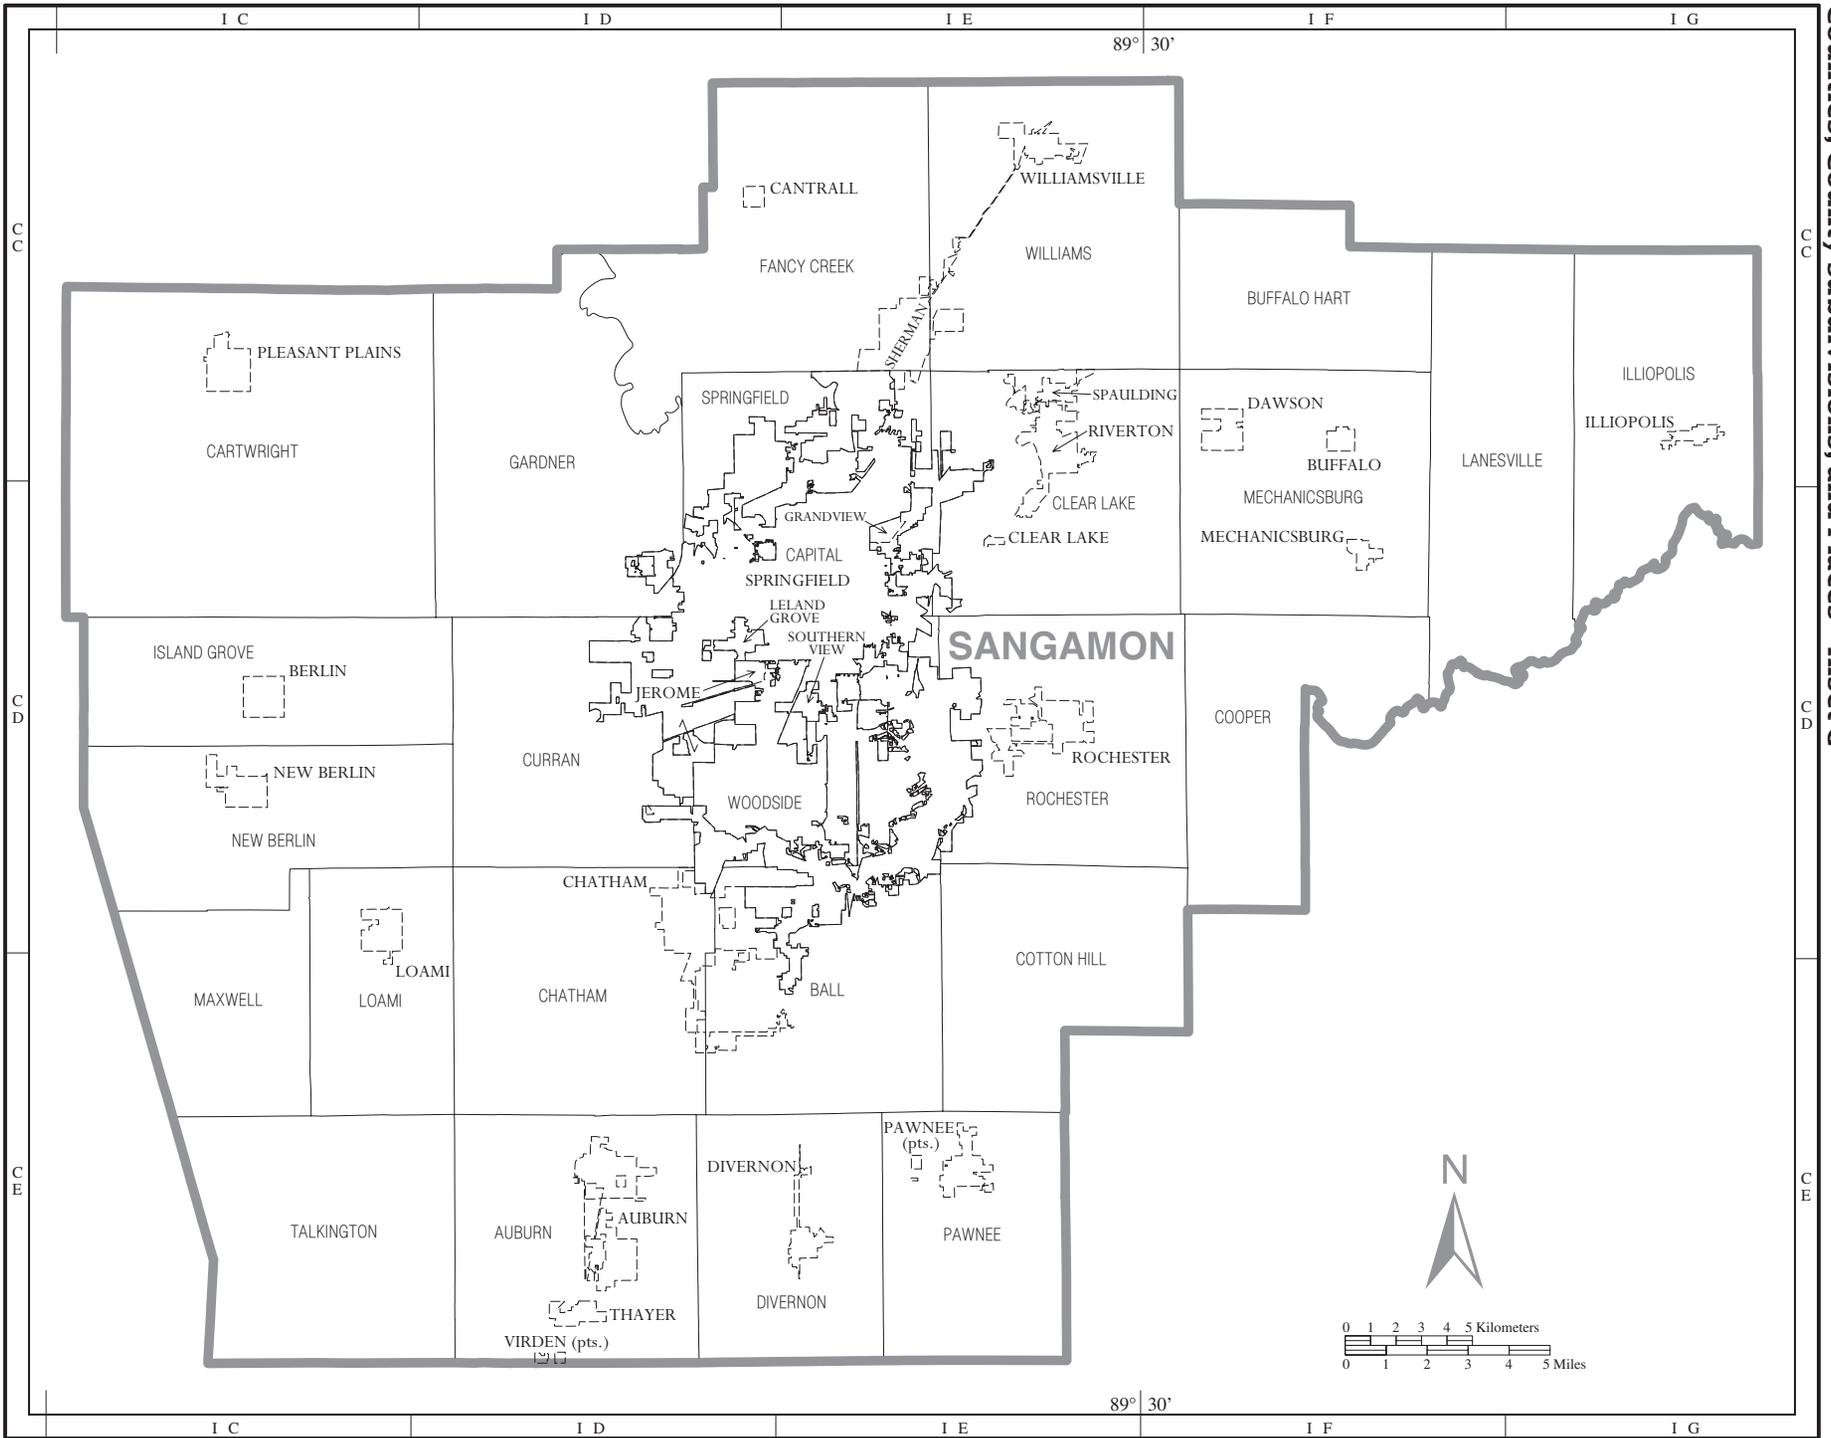 I C I D I E I F I G
89° 30'
CANTRALL
WILLIAMSVILLE
C
C
C
C
FANCY CREEK
WILLIAMS
BUFFALO HART
SHERMAN
PLEASANT PLAINS
ILLIOPOLIS
SPRINGFIELD
SPAULDING
DAWSON
ILLIOPOLIS
RIVERTON
CARTWRIGHT
GARDNER
BUFFALO
LANESVILLE
CLEAR LAKE
MECHANICSBURG
GRANDVIEW
CLEAR LAKE
MECHANICSBURG
CAPITAL
SPRINGFIELD
LELAND
GROVE
SOUTHERN
VIEW
SANGAMON
ISLAND GROVE
BERLIN
JEROME
C
D
C
D
COOPER
CURRAN
ROCHESTER
NEW BERLIN
WOODSIDE
ROCHESTER
NEW BERLIN
CHATHAM
LOAMI
COTTON HILL
MAXWELL
LOAMI
CHATHAM
BALL
PAWNEE
(pts.)
DIVERNON
C
E
C
E
N
AUBURN
TALKINGTON
AUBURN
PAWNEE
DIVERNON
THAYER
VIRDEN (pts.)
0 1 2 3 4 5 Kilometers
0 1 2 3 4 5 Miles
89° 30'
I C I D I E I F I G